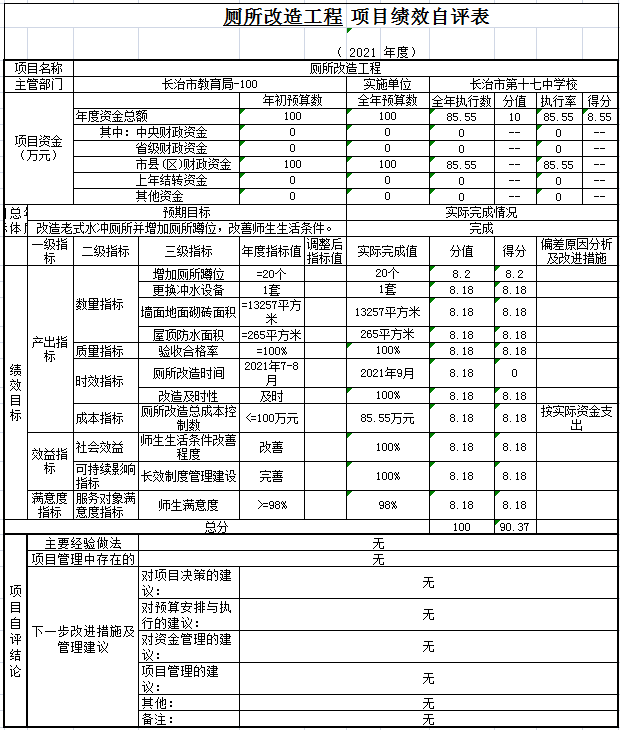 厕所改造工程 项目绩效自评表
( 2021 年度)
项目名称 厕所改造工程
主管部门 长治市教育局-100 实施单位 长治市第十七中学校
项目资金（万元） 年初预算数 全年预算数 全年执行数 分值 执行率 得分
年度资金总额 100 100 85.55 10 85.55 8.55
其中: 中央财政资金 0 0 0 -- 0 --
省级财政资金 0 0 0 -- 0 --
市县(区)财政资金 100 100 85.55 -- 85.55 --
上年结转资金 0 0 0 -- 0 --
其他资金 0 0 0 -- 0 --
预期目标 实际完成情况
改造老式水冲厕所并增加厕所蹲位，改善师生生活条件。 完成
绩效目标 一级指标 二级指标 三级指标 年度指标值 调整后指标值 实际完成值 分值 得分 偏差原因分析及改进措施
产出指标 数量指标 增加厕所蹲位 =20个 20个 8.2 8.2
更换冲水设备 1套 1套 8.18 8.18
墙面地面砌砖面积 =13257平方米 13257平方米 8.18 8.18
屋顶防水面积 =265平方米 265平方米 8.18 8.18
质量指标 验收合格率 =100% 100% 8.18 8.18
时效指标 厕所改造时间 2021年7-8月 2021年9月 8.18 0
改造及时性 及时 100% 8.18 8.18
成本指标 厕所改造总成本控制数 <=100万元 85.55万元 8.18 8.18 按实际资金支出
效益指标 社会效益 师生生活条件改善程度 改善 100% 8.18 8.18
可持续影响指标 长效制度管理建设 完善 100% 8.18 8.18
满意度指标 服务对象满意度指标 师生满意度 >=98% 98% 8.18 8.18
总分 100 90.37
项目自评结论 主要经验做法 无
项目管理中存在的 无
下一步改进措施及管理建议 对项目决策的建议: 无
对预算安排与执行的建议: 无
对资金管理的建议: 无
项目管理的建议: 无
其他: 无
备注: 无